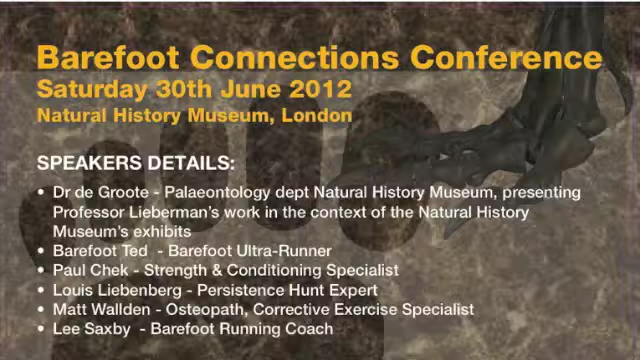 Barefoot Connections Conference
Saturday 30th June 2012
Natural History Museum, London
SPEAKERS DETAILS:
• Dr de Groote - Palaeontology dept Natural History Museum, presenting
Professor Lieberman's work in the context of the Natural History
Museum's exhibits
• Barefoot Ted - Barefoot Ultra-Runner
• Paul Chek - Strength & Conditioning Specialist
• Louis Liebenberg - Persistence Hunt Expert
• Matt Wallden - Osteopath, Corrective Exercise Specialist
• Lee Saxby - Barefoot Running Coach